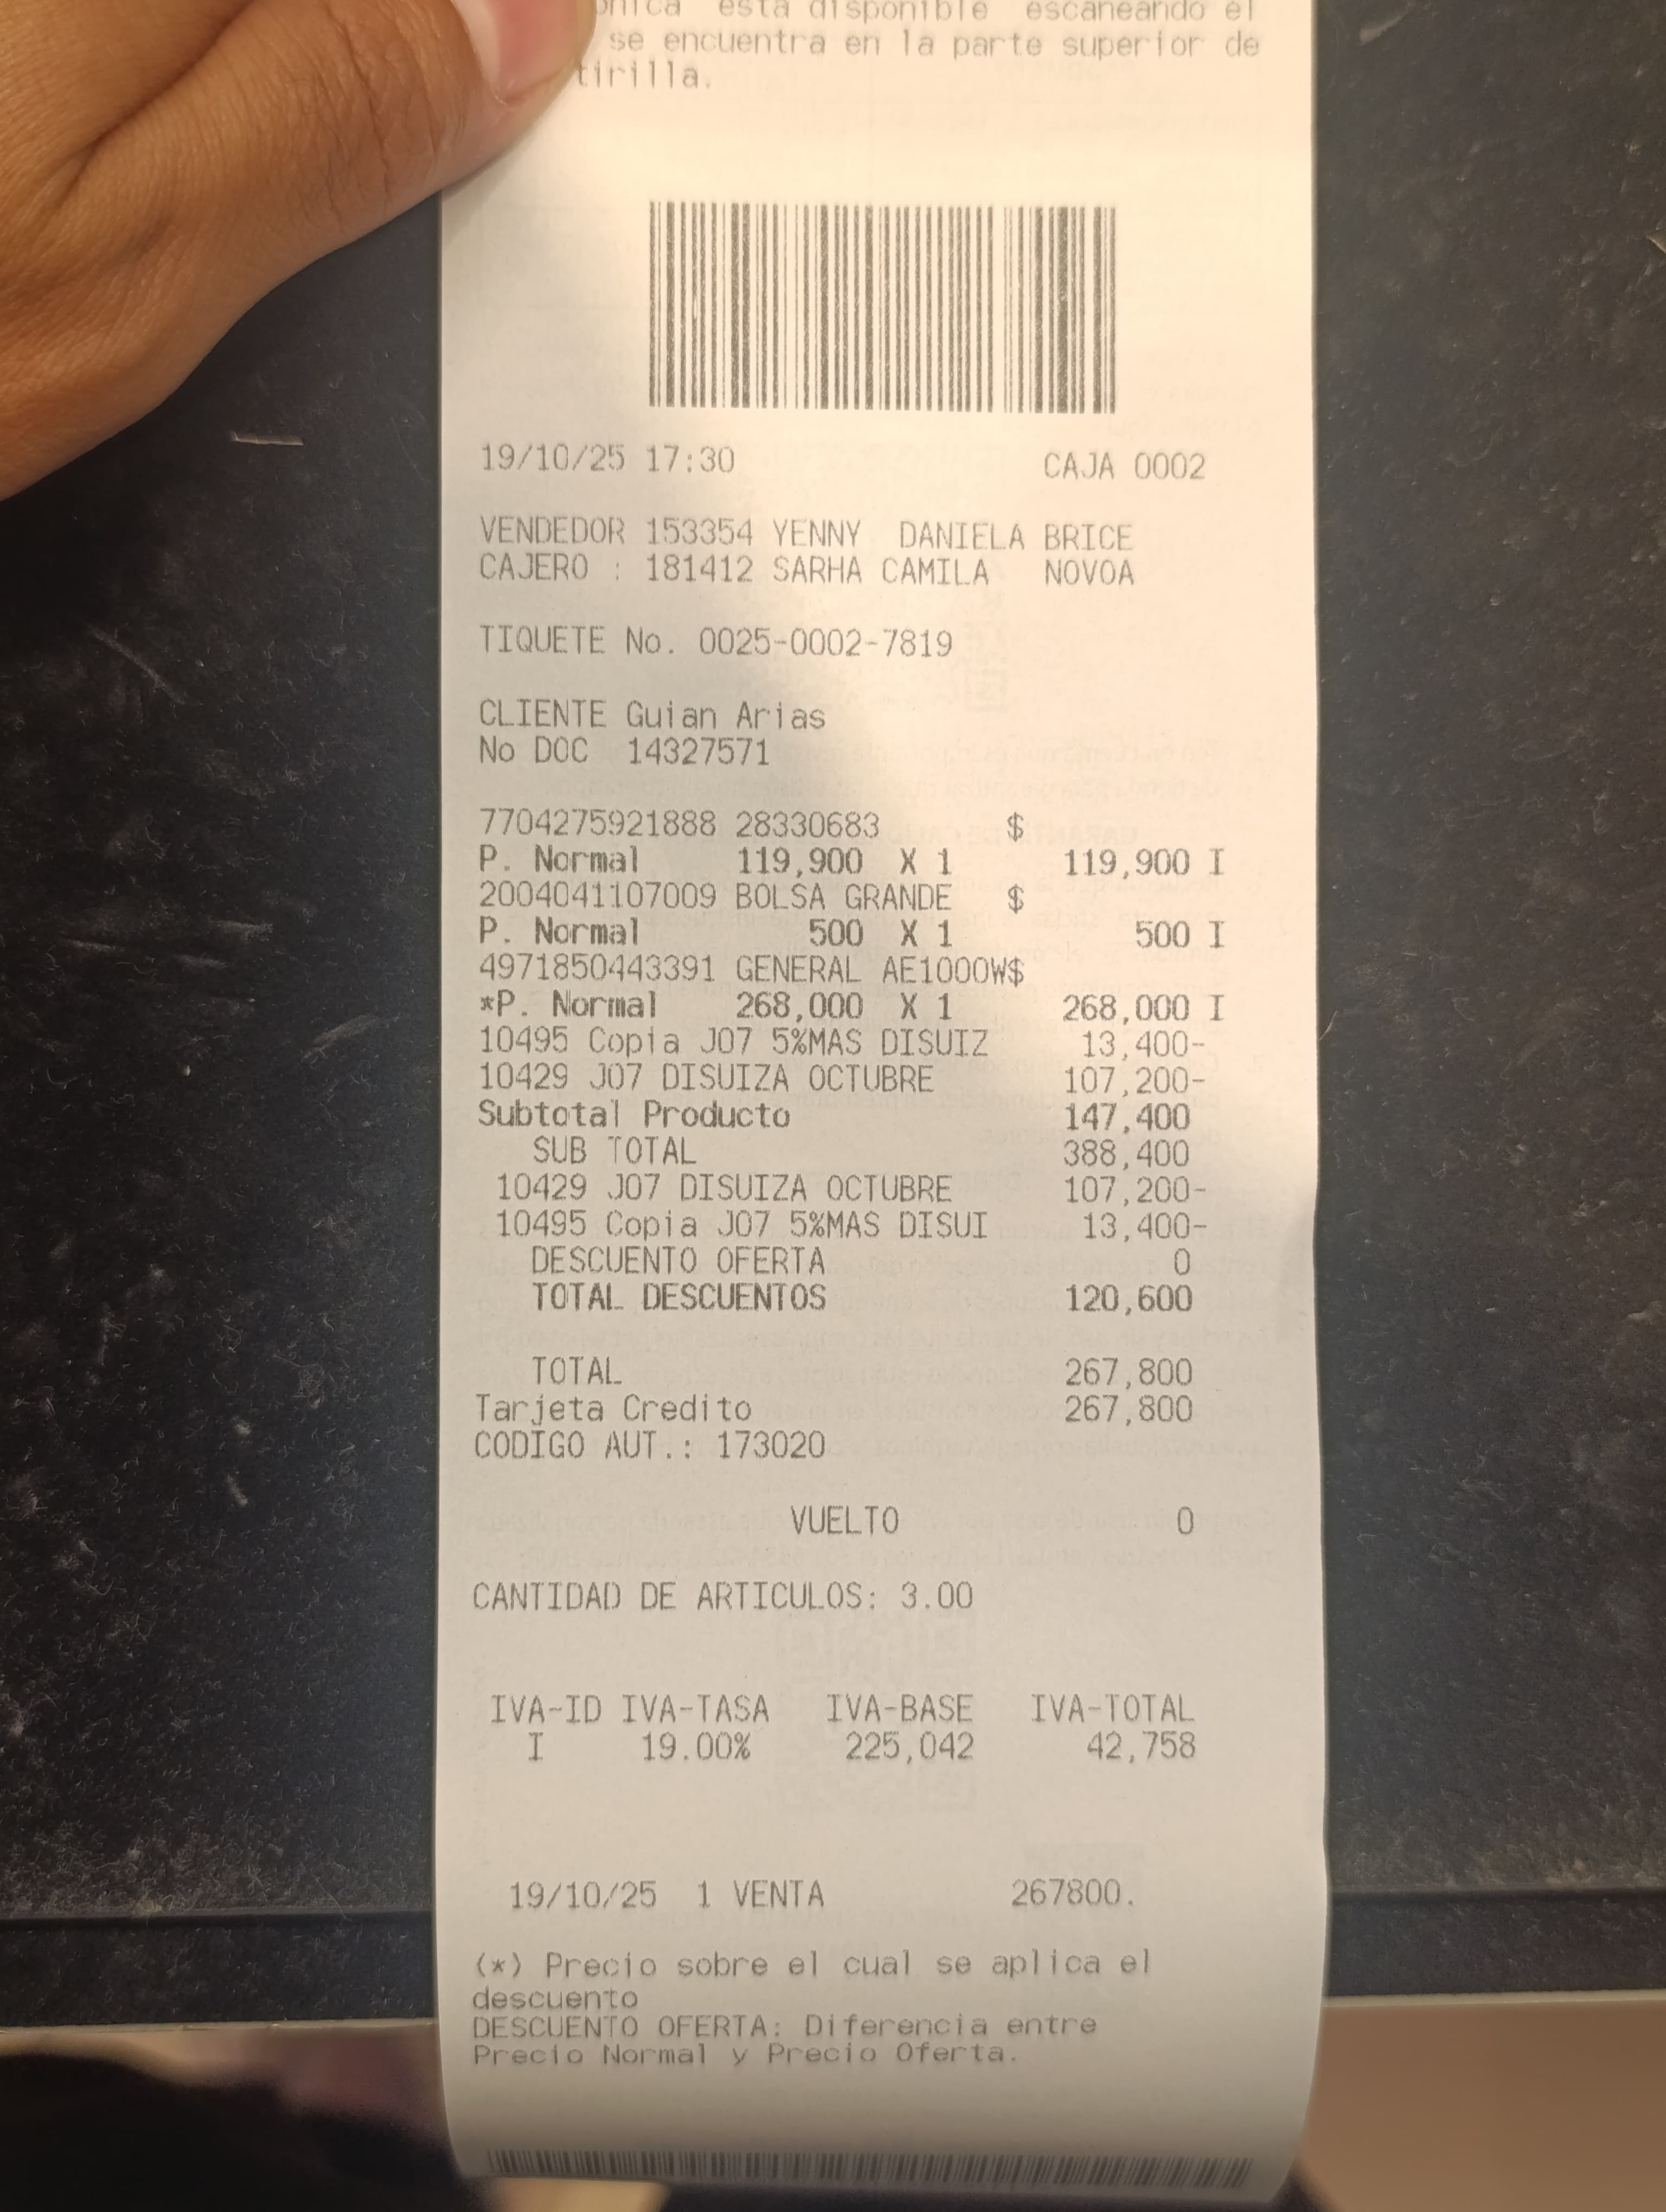 esta disponible escaneando el
se encuentra en la parte superior de
tirilla.
19/10/25 17:30 CAJA 0002
VENDEDOR 153354 YENNY DANIELA BRICE
CAJERO : 181412 SARHA CAMILA NOVOA
TIQUETE No. 0025-0002-7819
CLIENTE Guian Arias
No DOC 14327571
7704275921888 28330683 $
P. Normal 119,900 X 1 119,900 I
2004041107009 BOLSA GRANDE $
P. Normal 500 X 1 500 I
4971850443391 GENERAL AE1000W$
*P. Normal 268,000 X 1 268,000 I
10495 Copia J07 5%MAS DISUIZ 13,400-
10429 J07 DISUIZA OCTUBRE 107,200-
Subtotal Producto 147,400
SUB TOTAL 388,400
10429 J07 DISUIZA OCTUBRE 107,200-
10495 Copia J07 5%MAS DISUI 13,400-
DESCUENTO OFERTA 0
TOTAL DESCUENTOS 120,600
TOTAL 267,800
Tarjeta Credito 267,800
CODIGO AUT.: 173020
VUELTO 0
CANTIDAD DE ARTICULOS: 3.00
IVA-ID IVA-TASA IVA-BASE IVA-TOTAL
I 19.00% 225,042 42,758
19/10/25 1 VENTA 267800.
(*) Precio sobre el cual se aplica el
descuento
DESCUENTO OFERTA: Diferencia entre
Precio Normal y Precio Oferta.